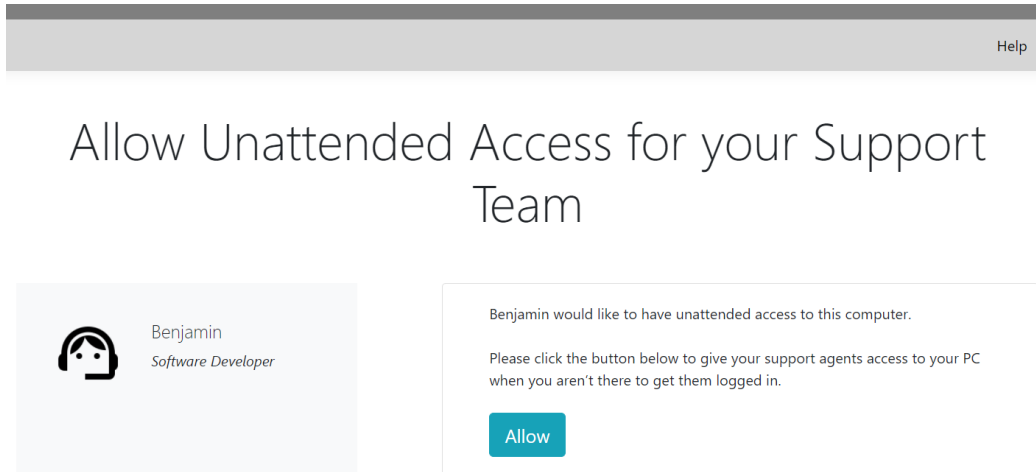 Help
Allow Unattended Access for your Support
Team
Benjamin
Software Developer
Benjamin would like to have unattended access to this computer.
Please click the button below to give your support agents access to your PC
when you aren't there to get them logged in.
Allow